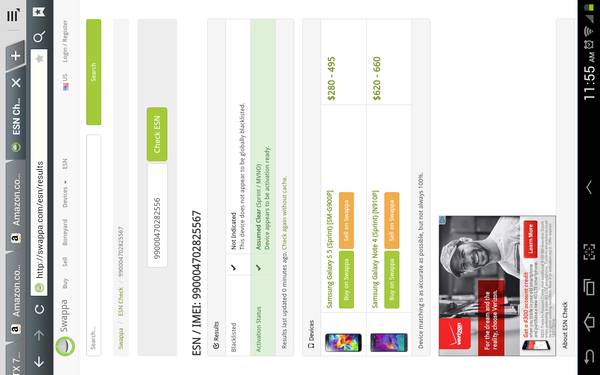 TX 7...
Amazon.co...
Amazon.co...
ESN Ch...
http://swappa.com/esn/results
Swappa
Buy
Sell
Boneyard
Devices
ESN
US
Login / Register
Search...
Search
Swappa / ESN Check / 990004702825567
99000470282556
Check ESN
ESN / IMEI: 990004702825567
Results
Blacklisted
Not Indicated
This device does not appear to be globally blacklisted.
Activation Status
Assumed Clear (Sprint / MVNO)
Device appears to be activation ready.
Results last updated 0 minutes ago. Check again without cache.
Devices
Samsung Galaxy S 5 (Sprint) [SM-G900P]
Buy on Swappa
Sell on Swappa
$280 - 495
Samsung Galaxy Note 4 (Sprint) [N910P]
Buy on Swappa
Sell on Swappa
$620 - 660
Device matching is as accurate as possible, but not always 100%.
verizon
For the dream and the
reality, choose Verizon.
Get a $300 account credit
Learn More
About ESN Check
11:55 AM